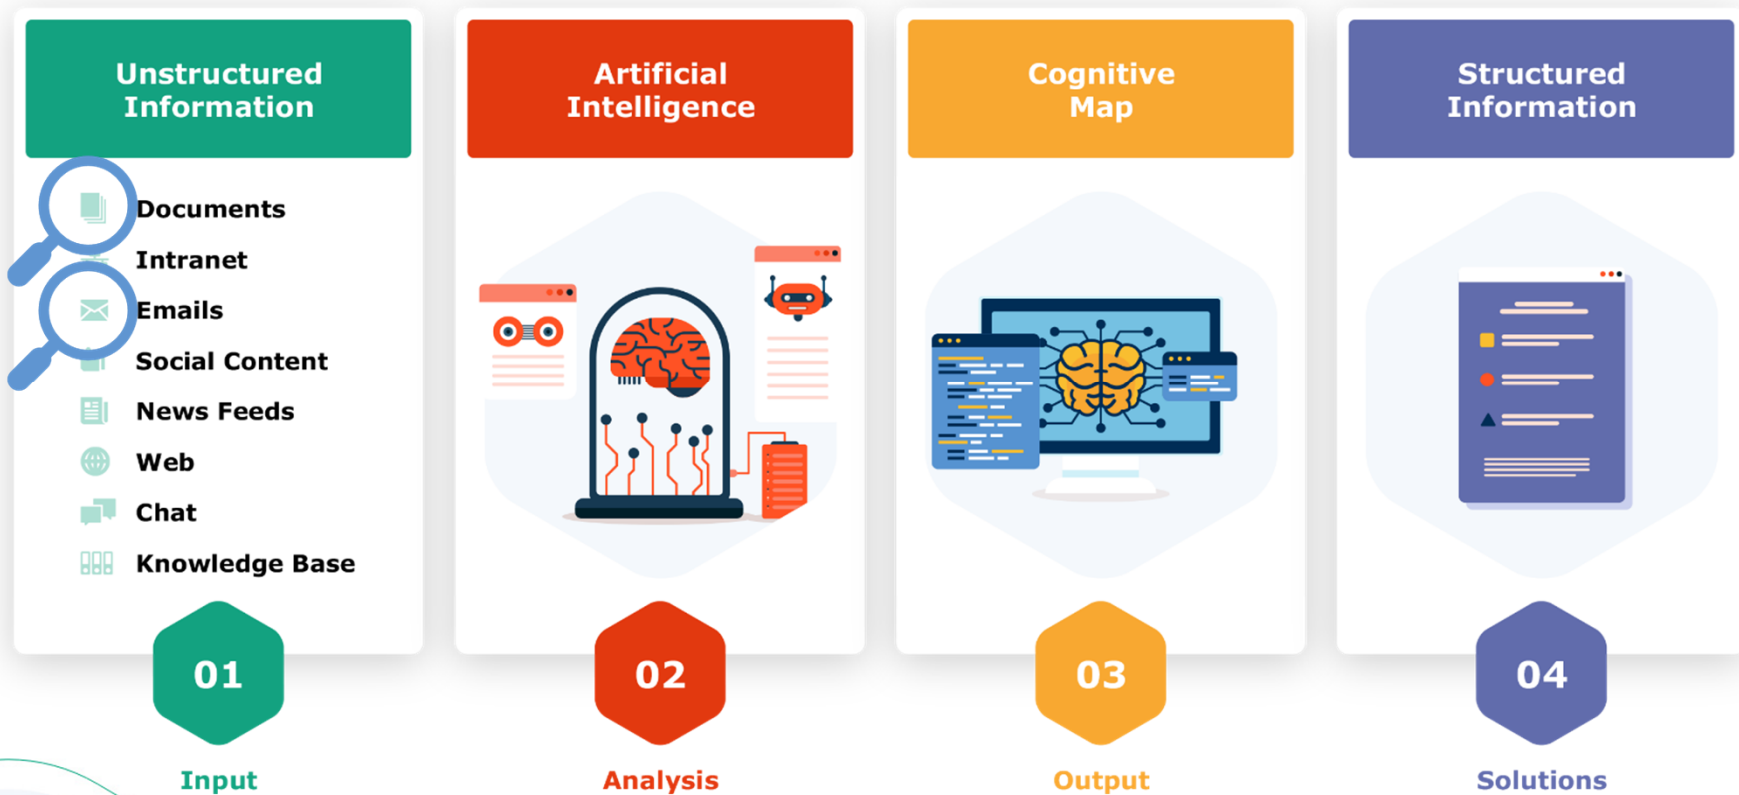 Unstructured
Information
Documents
Intranet
Emails
Social Content
News Feeds
Web
Chat
Knowledge Base
01
Input
Artificial
Intelligence
02
Analysis
Cognitive
Map
03
Output
Structured
Information
04
Solutions